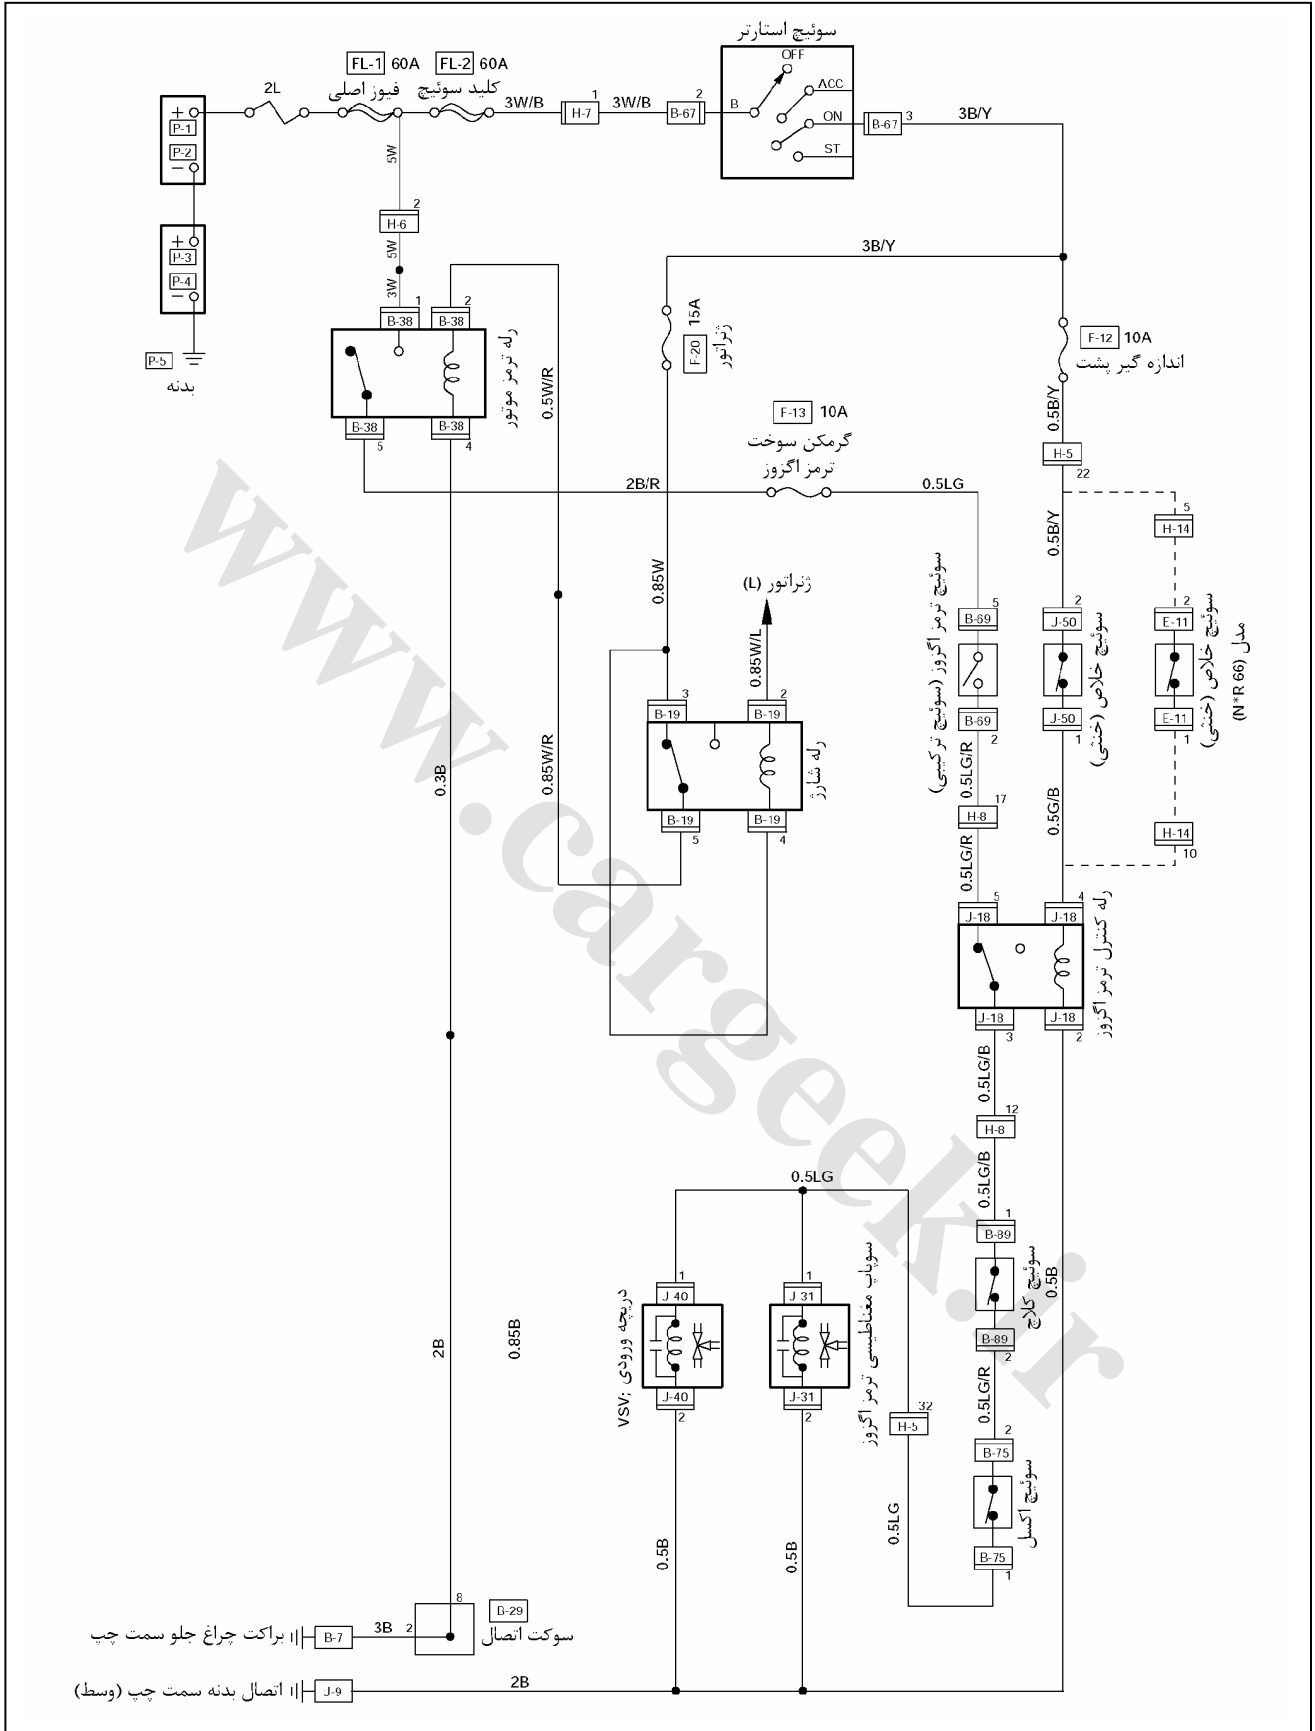 سوئیچ استارتر
OFF
ACC
ON
ST
B
FL-1 60A
فیوز اصلی
FL-2 60A
کلید سوئیچ
2L
3W/B
1
H-7
3W/B
2
B-67
B-67
3
3B/Y
+
P-1
P-2
−
+
P-3
P-4
−
P-5
بدنه
5W
2
H-6
5W
3W
1
B-38
2
B-38
رله ترمز موتور
B-38
5
B-38
4
0.5W/R
3B/Y
15A
F-20
ژنراتور
F-12 10A
اندازه گیر پشت
0.5B/Y
H-5
22
F-13 10A
گرمکن سوخت
ترمز اگزوز
2B/R
0.5LG
0.5B/Y
5
H-14
0.85W
ژنراتور (L)
0.85W/L
5
B-69
سوئیچ ترمز اگزوز (سوئیچ ترکیبی)
B-69
2
2
J-50
سوئیچ خلاص (خنثی)
J-50
1
2
E-11
سوئیچ خلاص (خنثی)
مدل (N*R 66)
E-11
1
3
B-19
2
B-19
رله شارژ
B-19
5
B-19
4
0.3B
0.85W/R
0.5LG/R
17
H-8
0.5LG/R
0.5G/B
H-14
10
5
J-18
4
J-18
رله کنترل ترمز اگزوز
J-18
3
J-18
2
0.5LG/B
12
H-8
0.5LG/B
1
B-89
سوئیچ کلاچ
0.5B
B-89
2
0.5LG/R
2
B-75
سوئیچ اکسل
B-75
1
0.5LG
1
J 40
دریچه ورودی ;VSV
J-40
2
1
J 31
سوپاپ مغناطیسی ترمز اگزوز
J-31
2
32
H-5
0.5LG
2B
0.85B
0.5B
0.5B
8
B-29
سوکت اتصال
2
3B
B-7
براکت چراغ جلو سمت چپ
2B
J-9
اتصال بدنه سمت چپ (وسط)
www.cargeek.ir